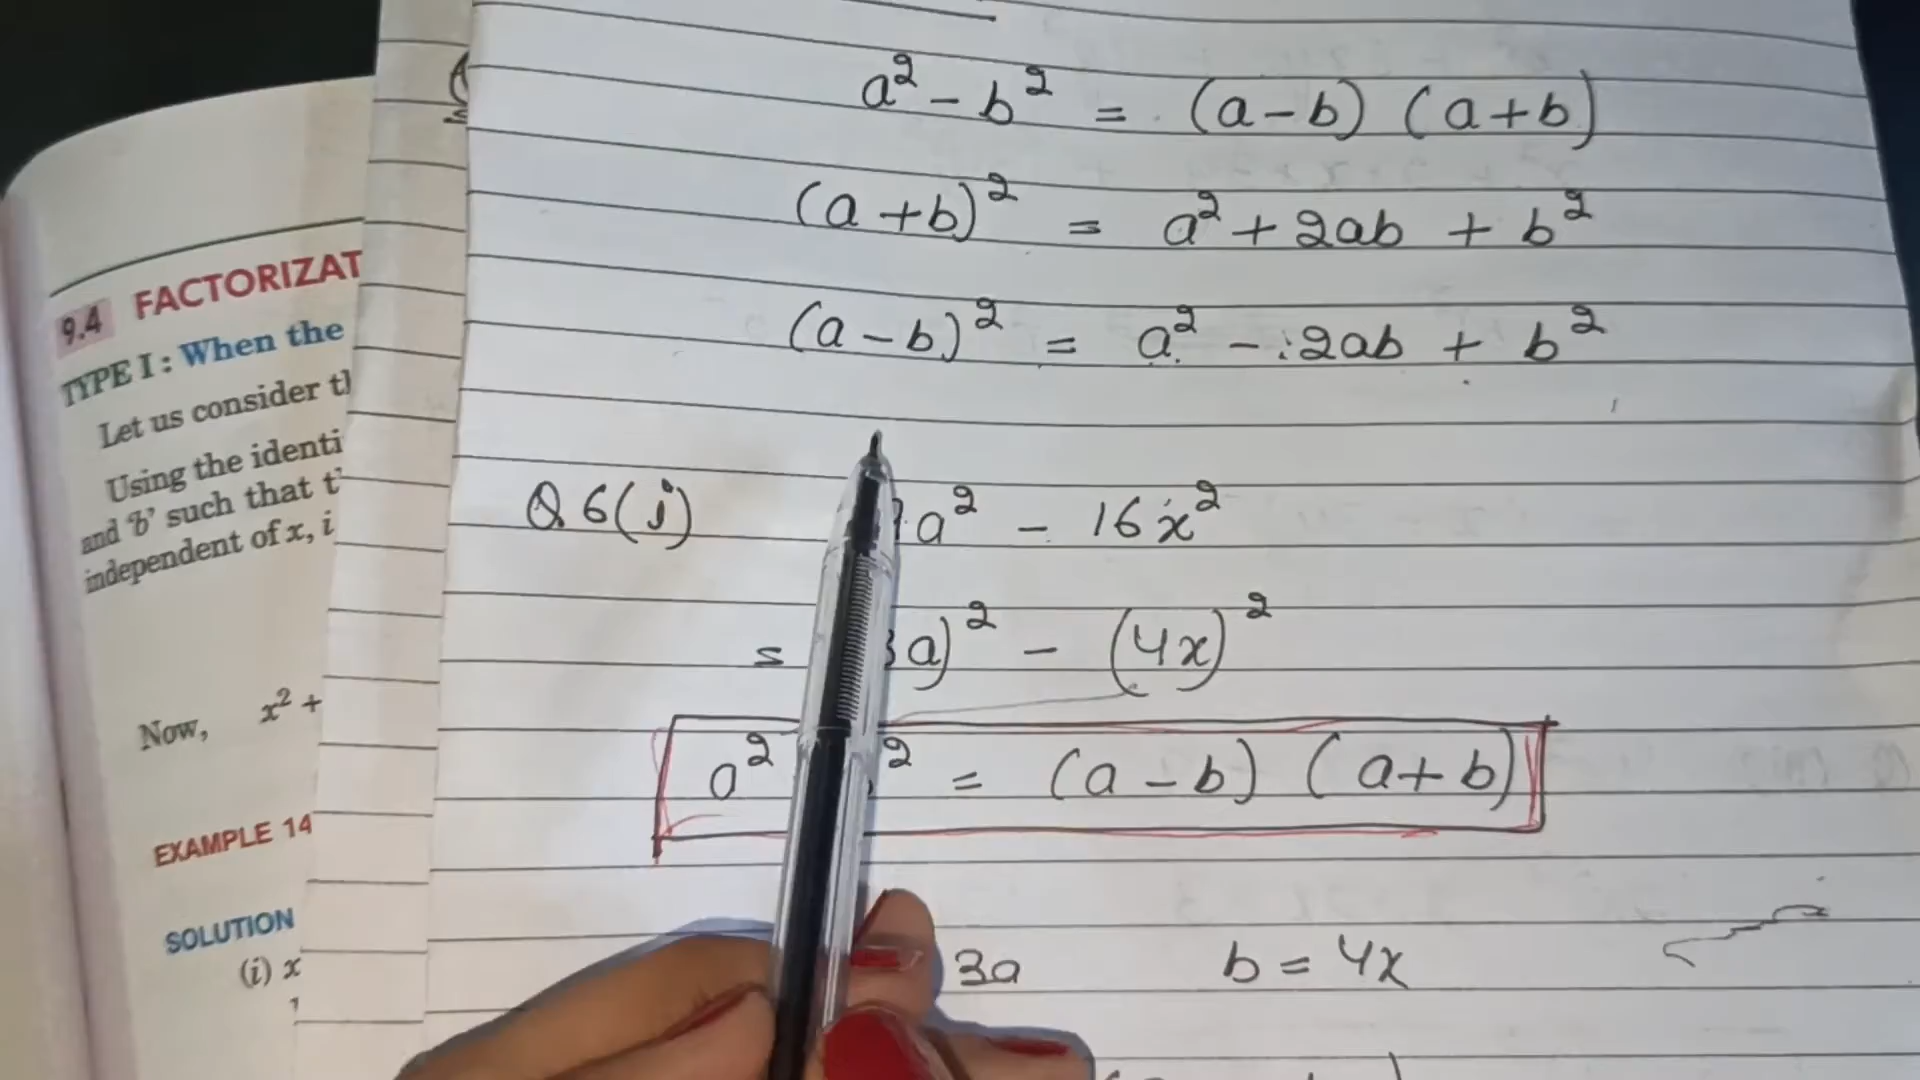 a² - b² = (a-b) (a+b)
(a+b)² = a² + 2ab + b²
(a-b)² = a² - 2ab + b²
Q6(i) a² - 16x²
= 3a)² - (4x)²
a² ² = (a-b) (a+b)
3a b = 4x
9.4 FACTORIZAT
TYPE I : When the
Let us consider
Using the identi
and 'b' such that
independent of x, i
Now, x² +
EXAMPLE 14
SOLUTION
(i) x